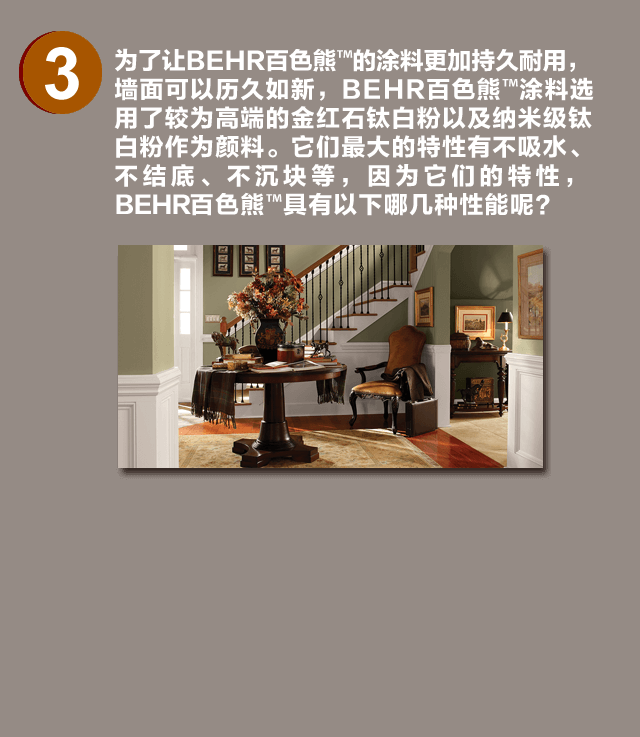 3
为了让BEHR百色熊™的涂料更加持久耐用，
墙面可以历久如新，BEHR百色熊™涂料选
用了较为高端的金红石钛白粉以及纳米级钛
白粉作为颜料。它们最大的特性有不吸水、
不结底、不沉块等，因为它们的特性，
BEHR百色熊™具有以下哪几种性能呢？